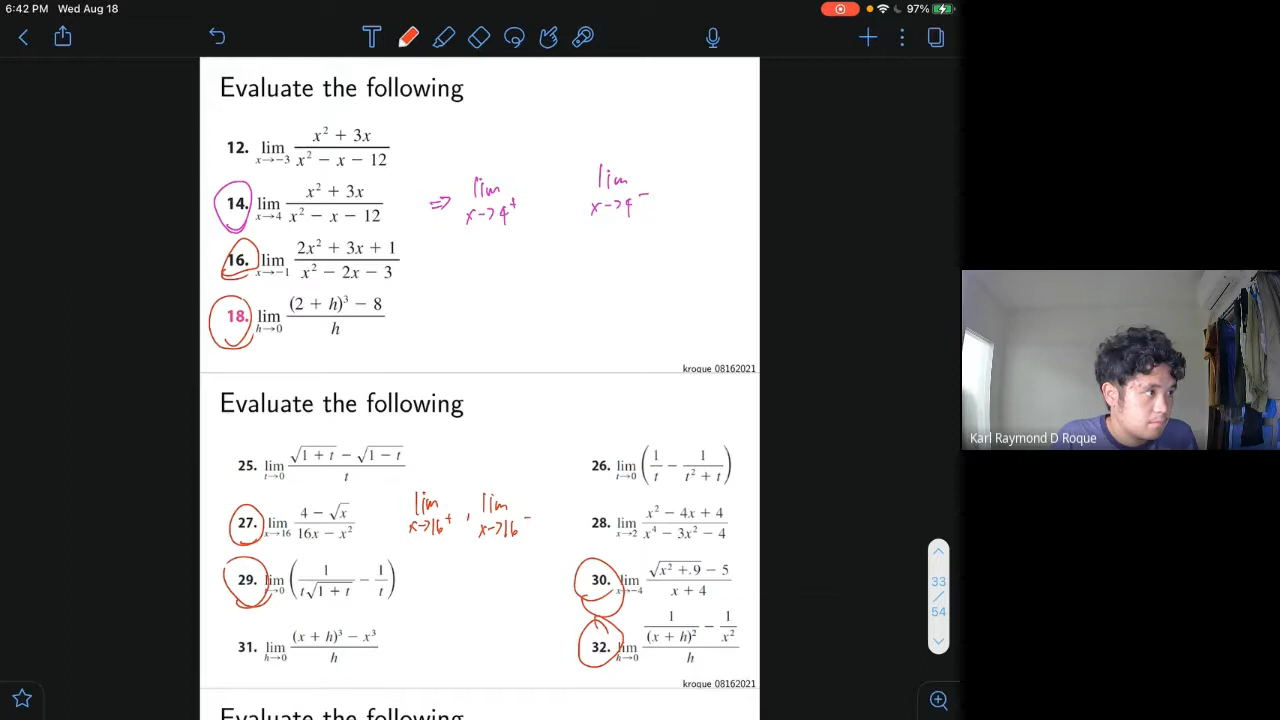 6:42 PM Wed Aug 18
97%
T
Evaluate the following
12. lim x→−3 (x² + 3x)/(x² − x − 12)
14. lim x→4 (x² + 3x)/(x² − x − 12) ⇒ lim x→4⁺ lim x→4⁻
16. lim x→−1 (2x² + 3x + 1)/(x² − 2x − 3)
18. lim h→0 ((2 + h)³ − 8)/h
kroque 08162021
Evaluate the following
25. lim t→0 (√(1 + t) − √(1 − t))/t
26. lim t→0 (1/t − 1/(t² + t))
27. lim x→16 (4 − √x)/(16x − x²) lim x→16⁺ , lim x→16⁻
28. lim x→2 (x² − 4x + 4)/(x⁴ − 3x² − 4)
29. lim t→0 (1/(t√(1 + t)) − 1/t)
30. lim x→−4 (√(x² + .9) − 5)/(x + 4)
31. lim h→0 ((x + h)³ − x³)/h
32. lim h→0 (1/(x + h)² − 1/x²)/h
kroque 08162021
Evaluate the following
33
/
54
Karl Raymond D Roque